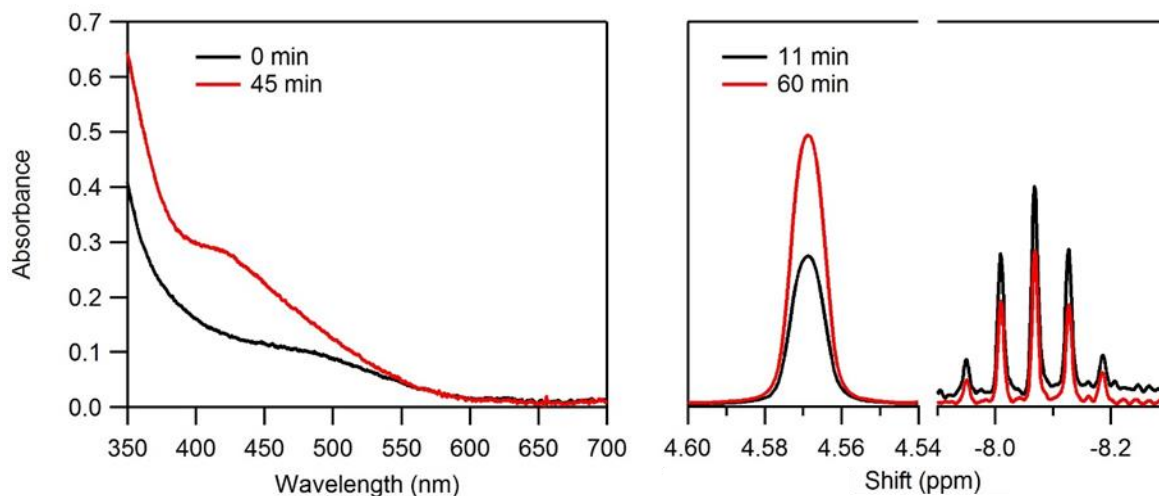 0.7
0.6
0.5
0.4
0.3
0.2
0.1
0.0
Absorbance
0 min
45 min
350 400 450 500 550 600 650 700
Wavelength (nm)
11 min
60 min
4.60 4.58 4.56 4.54 -8.0 -8.2
Shift (ppm)